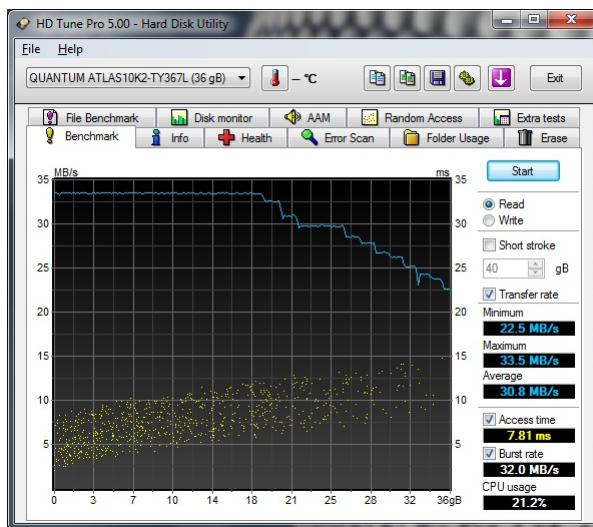 HD Tune Pro 5.00 - Hard Disk Utility
File Help
QUANTUM ATLAS10K2-TY367L (36 gB) – °C Exit
File Benchmark Disk monitor AAM Random Access Extra tests
Benchmark Info Health Error Scan Folder Usage Erase
MB/s ms
35 35
30 30
25 25
20 20
15 15
10 10
5 5
0 3 7 10 14 18 21 25 28 32 36gB
Start
Read
Write
Short stroke
40 gB
Transfer rate
Minimum
22.5 MB/s
Maximum
33.5 MB/s
Average
30.8 MB/s
Access time
7.81 ms
Burst rate
32.0 MB/s
CPU usage
21.2%